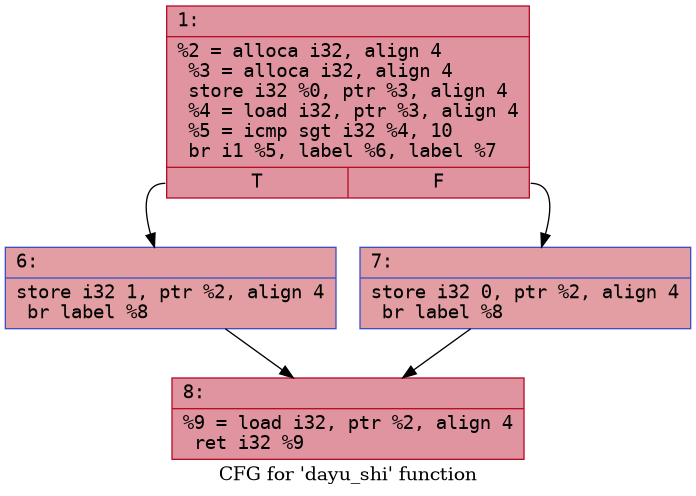 1:
%2 = alloca i32, align 4
%3 = alloca i32, align 4
store i32 %0, ptr %3, align 4
%4 = load i32, ptr %3, align 4
%5 = icmp sgt i32 %4, 10
br i1 %5, label %6, label %7
T F
6:
store i32 1, ptr %2, align 4
br label %8
7:
store i32 0, ptr %2, align 4
br label %8
8:
%9 = load i32, ptr %2, align 4
ret i32 %9
CFG for 'dayu_shi' function